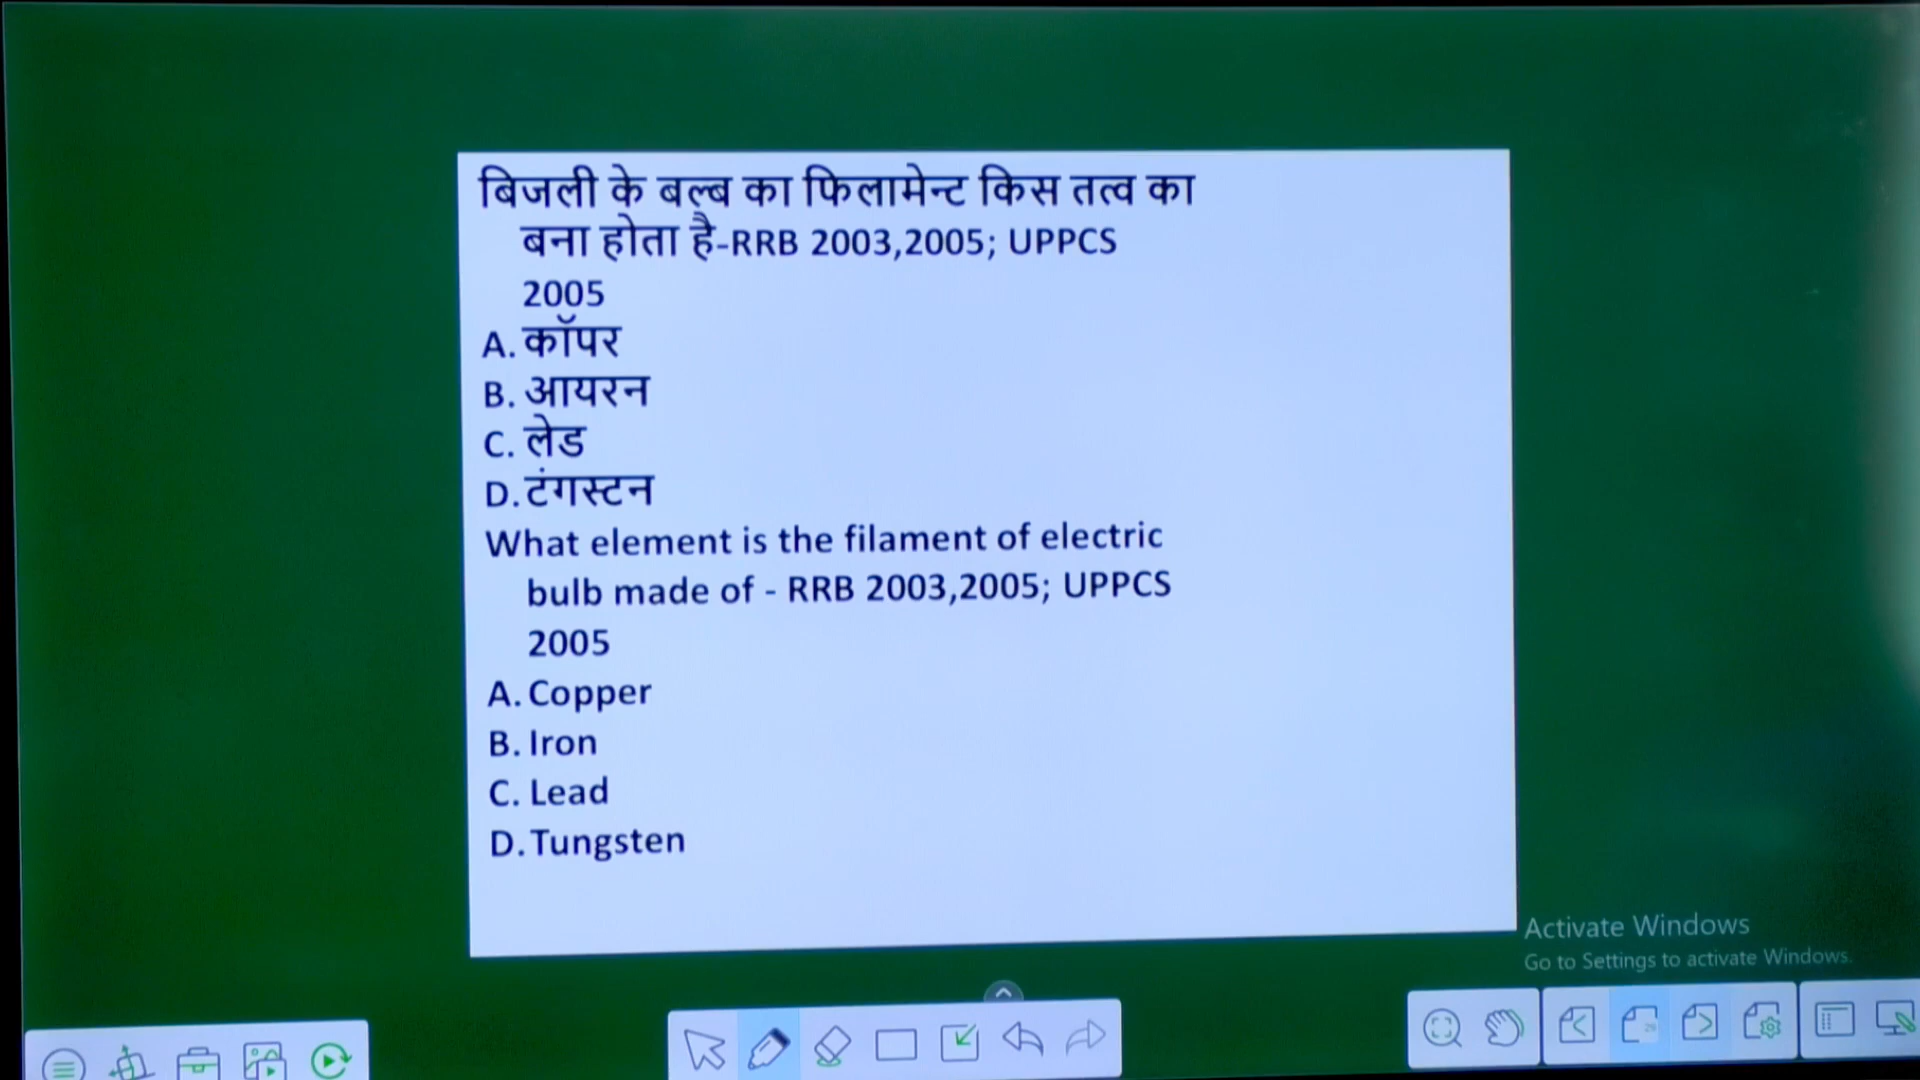 बिजली के बल्ब का फिलामेन्ट किस तत्व का
बना होता है-RRB 2003,2005; UPPCS
2005
A. कॉपर
B. आयरन
C. लेड
D. टंगस्टन
What element is the filament of electric
bulb made of - RRB 2003,2005; UPPCS
2005
A. Copper
B. Iron
C. Lead
D. Tungsten
Activate Windows
Go to Settings to activate Windows.